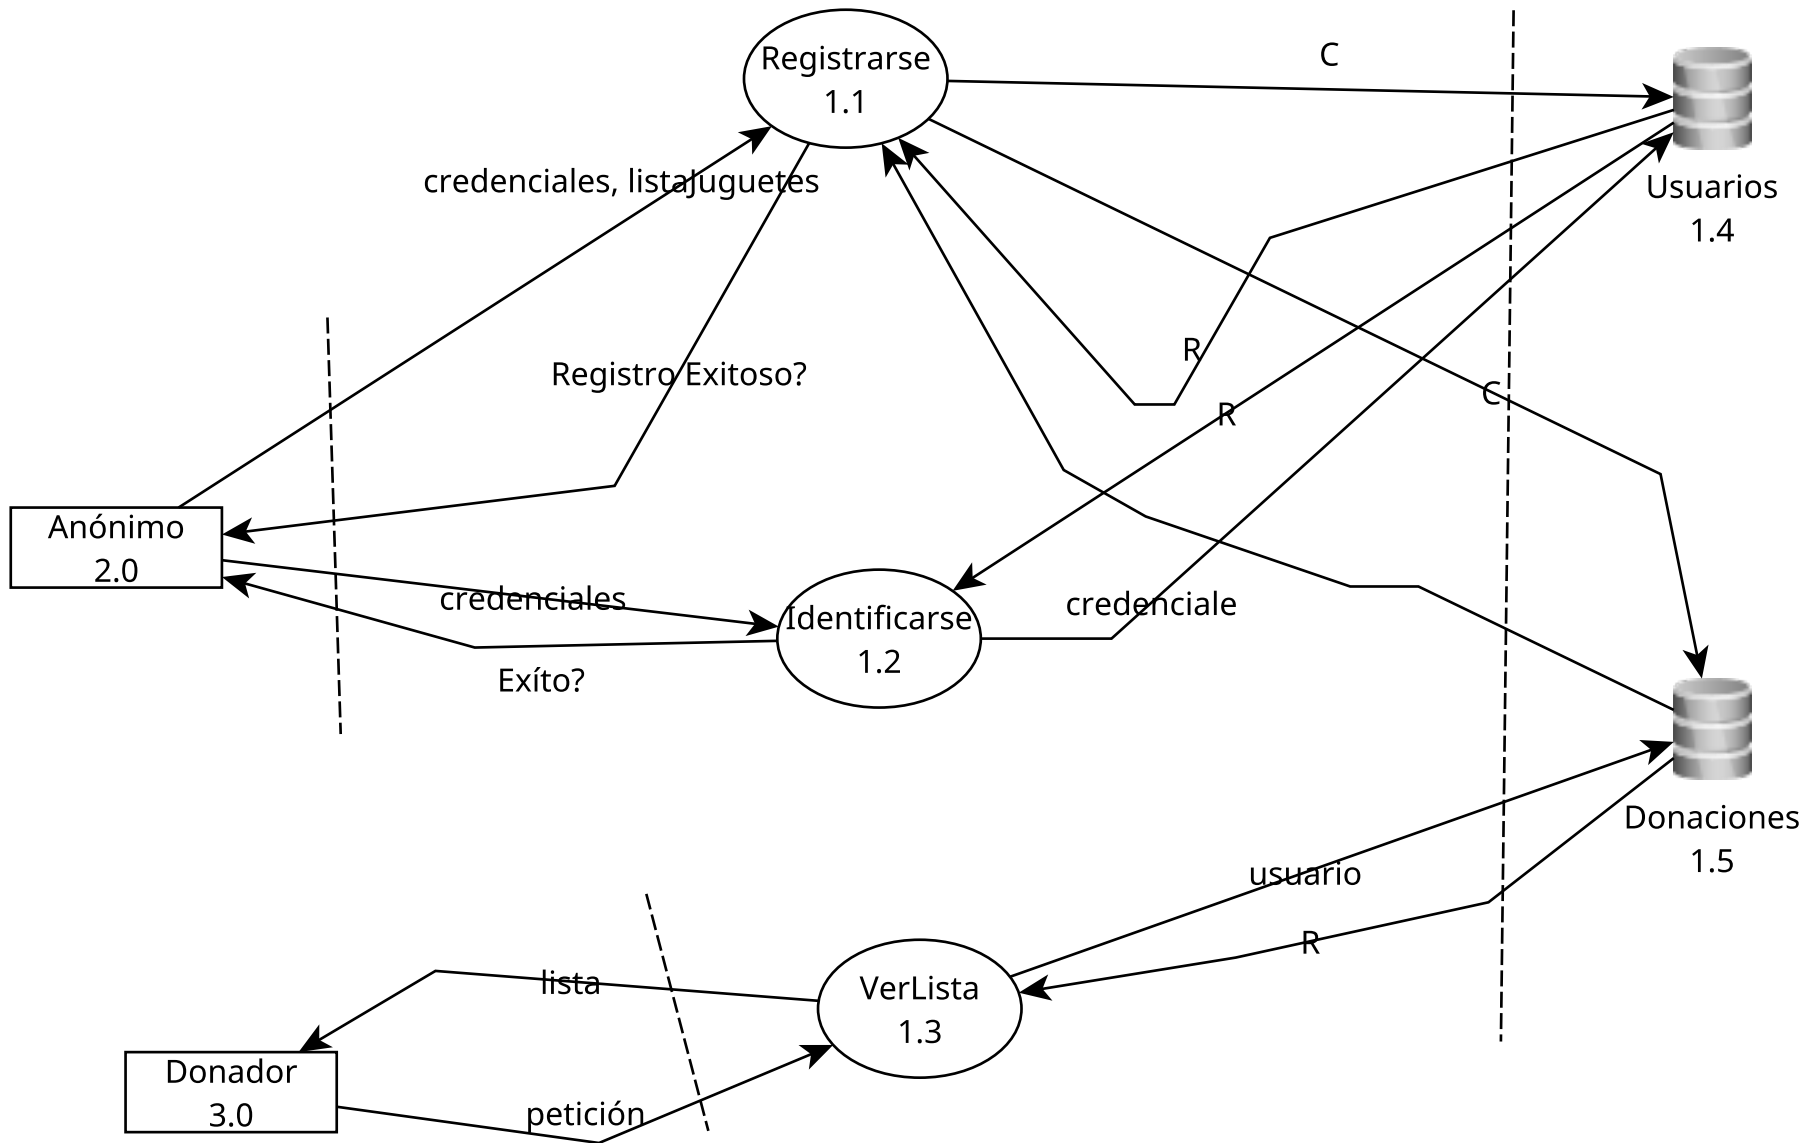 Registrarse
1.1
C
Usuarios
1.4
credenciales, listaJuguetes
Registro Exitoso?
R
R
C
Anónimo
2.0
credenciales
Identificarse
1.2
credenciale
Exíto?
Donaciones
1.5
usuario
R
lista
VerLista
1.3
Donador
3.0
petición